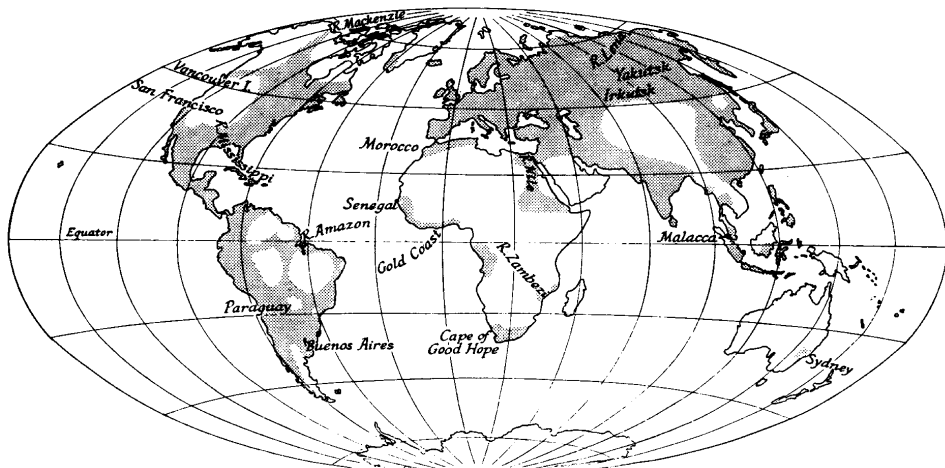 R. Mackenzie
R. Lena
Vancouver I.
Yakutsk
San Francisco
Irkutsk
R. Mississippi
Morocco
R. Nile
Senegal
R. Amazon
Equator
Gold Coast
Malacca
R. Zambezi
Paraguay
Buenos Aires
Cape of
Good Hope
Sydney